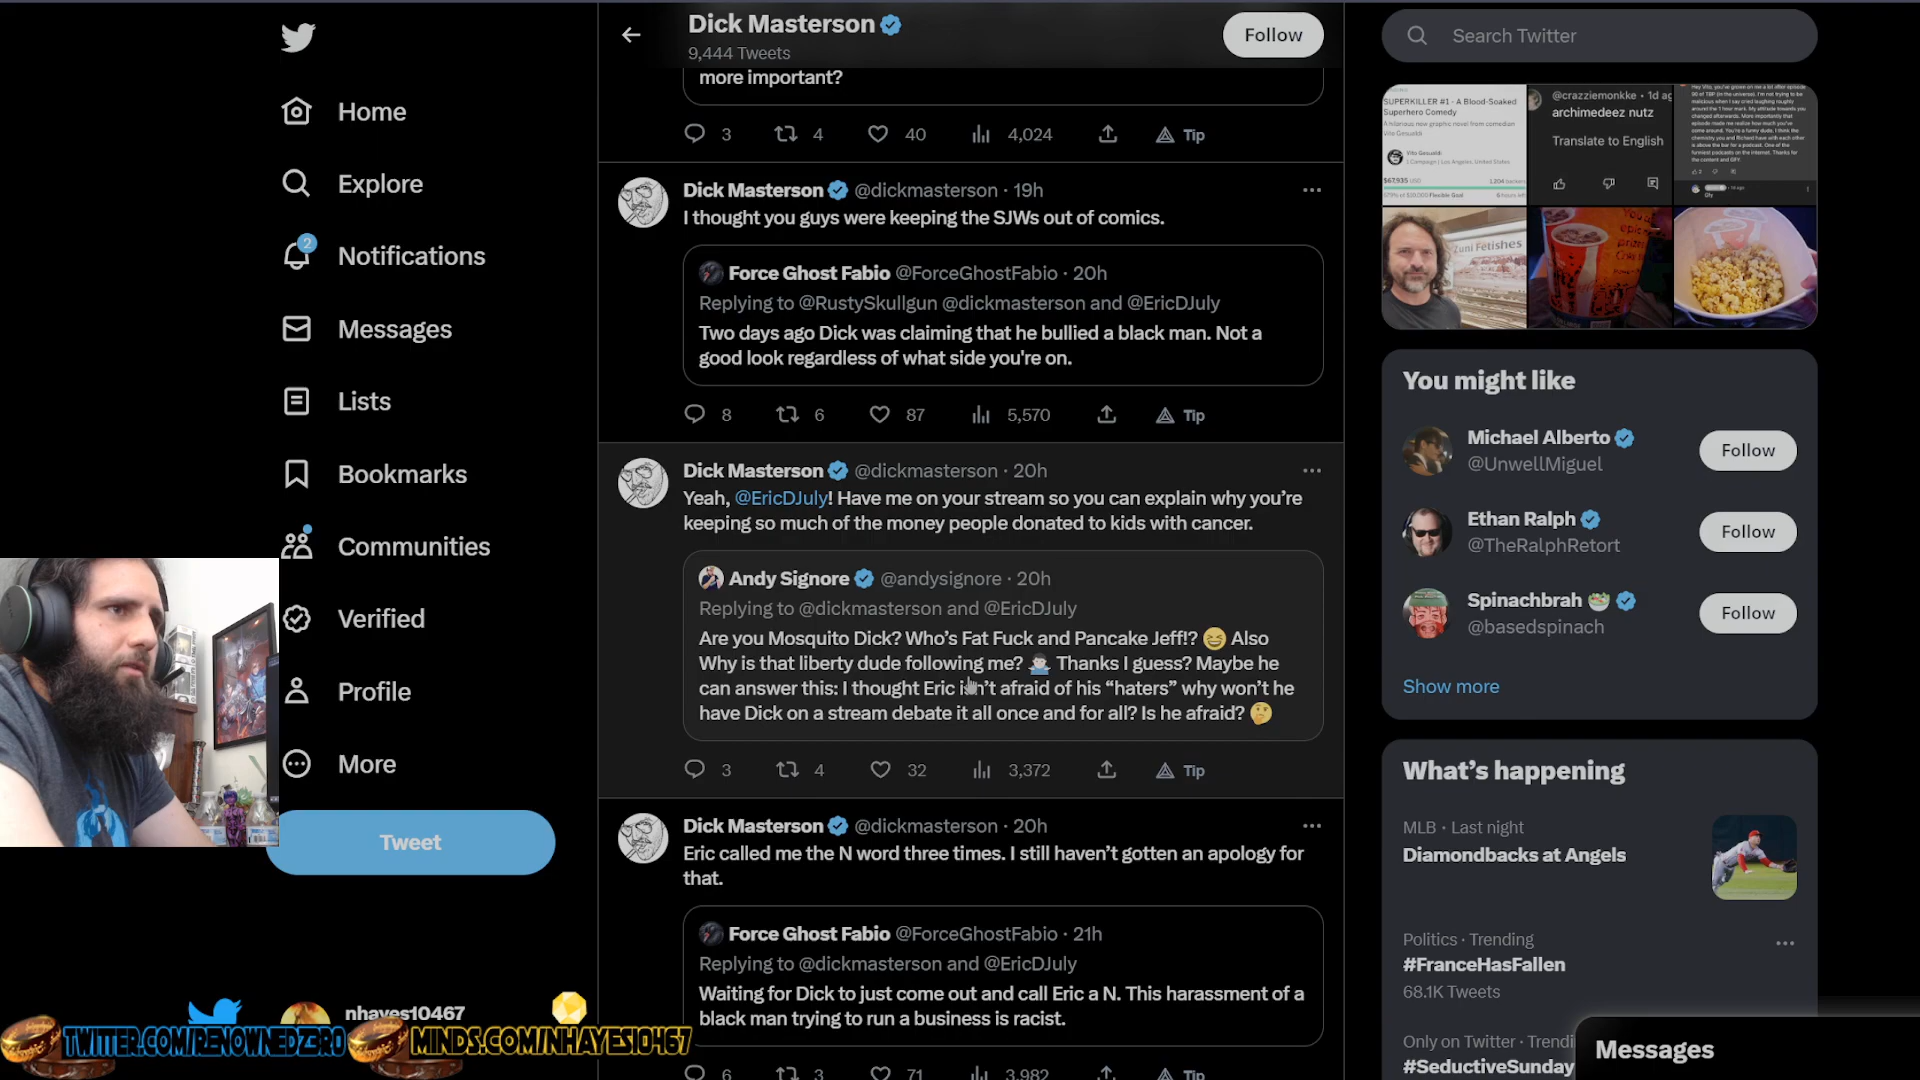 Dick Masterson
9,444 Tweets
Follow
Search Twitter
Home
Explore
2
Notifications
Messages
Lists
Bookmarks
Communities
Verified
Profile
More
Tweet
nhayes10467
TWITTER.COM/RENOWNEDZ3R0
MINDS.COM/NHAYES10467
more important?
3 4 40 4,024 Tip
Dick Masterson @dickmasterson · 19h
I thought you guys were keeping the SJWs out of comics.
Force Ghost Fabio @ForceGhostFabio · 20h
Replying to @RustySkullgun @dickmasterson and @EricDJuly
Two days ago Dick was claiming that he bullied a black man. Not a
good look regardless of what side you're on.
8 6 87 5,570 Tip
Dick Masterson @dickmasterson · 20h
Yeah, @EricDJuly! Have me on your stream so you can explain why you're
keeping so much of the money people donated to kids with cancer.
Andy Signore @andysignore · 20h
Replying to @dickmasterson and @EricDJuly
Are you Mosquito Dick? Who's Fat Fuck and Pancake Jeff!? 😆 Also
Why is that liberty dude following me? 🤷🏻‍♂️ Thanks I guess? Maybe he
can answer this: I thought Eric isn't afraid of his “haters” why won't he
have Dick on a stream debate it all once and for all? Is he afraid? 🤔
3 4 32 3,372 Tip
Dick Masterson @dickmasterson · 20h
Eric called me the N word three times. I still haven't gotten an apology for
that.
Force Ghost Fabio @ForceGhostFabio · 21h
Replying to @dickmasterson and @EricDJuly
Waiting for Dick to just come out and call Eric a N. This harassment of a
black man trying to run a business is racist.
6 3 71 3,982 Tip
SUPERKILLER #1 - A Blood-Soaked
Superhero Comedy
A hilarious new graphic novel from comedian
Vito Gesualdi
Vito Gesualdi
1 Campaign | Los Angeles, United States
$67,935 USD
@crazziemonkke · 1d ag
archimedeez nutz
Translate to English
Zuni Fetishes
You might like
Michael Alberto
@UnwellMiguel
Follow
Ethan Ralph
@TheRalphRetort
Follow
Spinachbrah
@basedspinach
Follow
Show more
What's happening
MLB · Last night
Diamondbacks at Angels
Politics · Trending
#FranceHasFallen
68.1K Tweets
Only on Twitter · Trendi
#SeductiveSunday
Messages